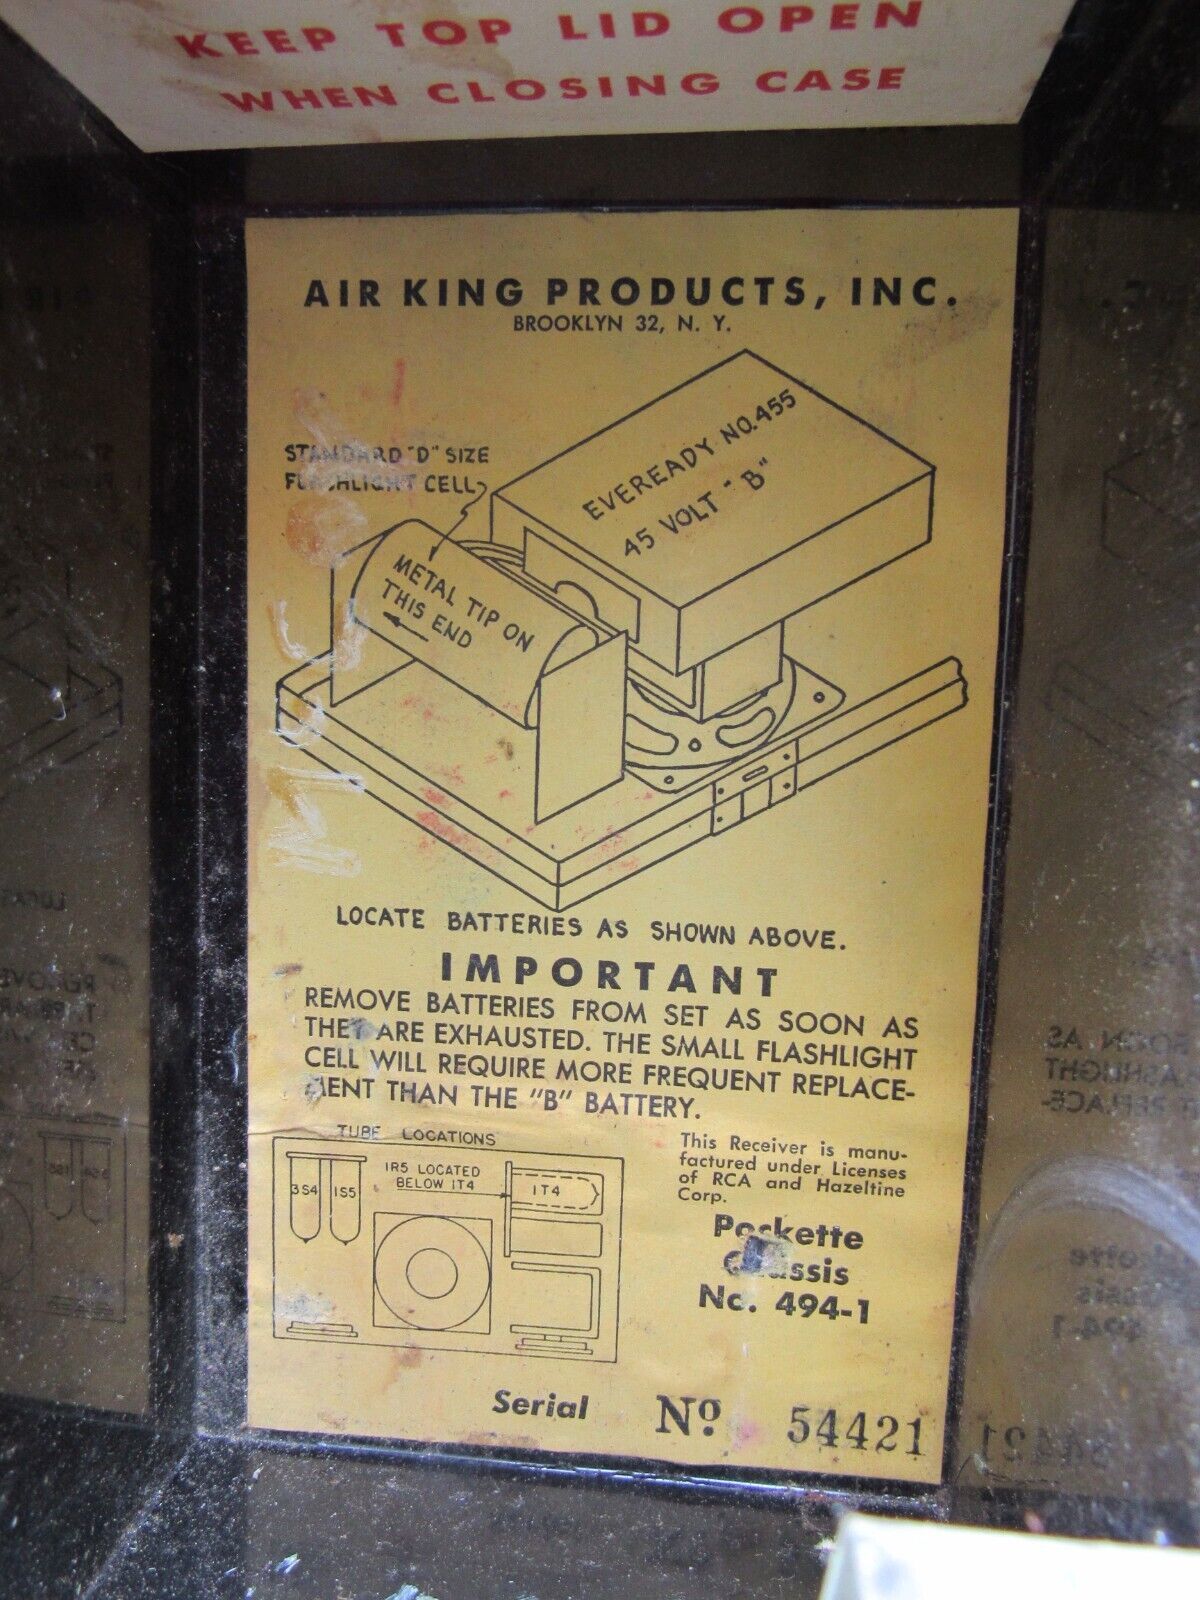 KEEP TOP LID OPEN
WHEN CLOSING CASE
AIR KING PRODUCTS, INC.
BROOKLYN 32, N. Y.
STANDARD "D" SIZE
FLASHLIGHT CELL
METAL TIP ON
THIS END
EVEREADY NO. 455
45 VOLT "B"
LOCATE BATTERIES AS SHOWN ABOVE.
IMPORTANT
REMOVE BATTERIES FROM SET AS SOON AS
THEY ARE EXHAUSTED. THE SMALL FLASHLIGHT
CELL WILL REQUIRE MORE FREQUENT REPLACE-
MENT THAN THE "B" BATTERY.
TUBE LOCATIONS
3S4
1S5
1R5 LOCATED
BELOW 1T4
1T4
This Receiver is manu-
factured under Licenses
of RCA and Hazeltine
Corp.
Pockette
Chassis
No. 494-1
Serial Nº 54421